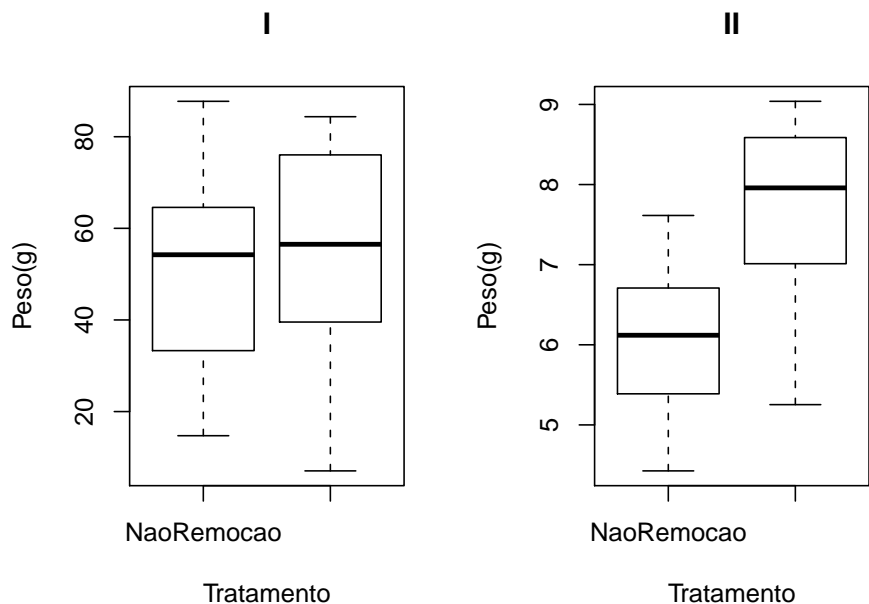 I
Peso(g)
80
60
40
20
NaoRemocao
Tratamento
II
Peso(g)
9
8
7
6
5
NaoRemocao
Tratamento